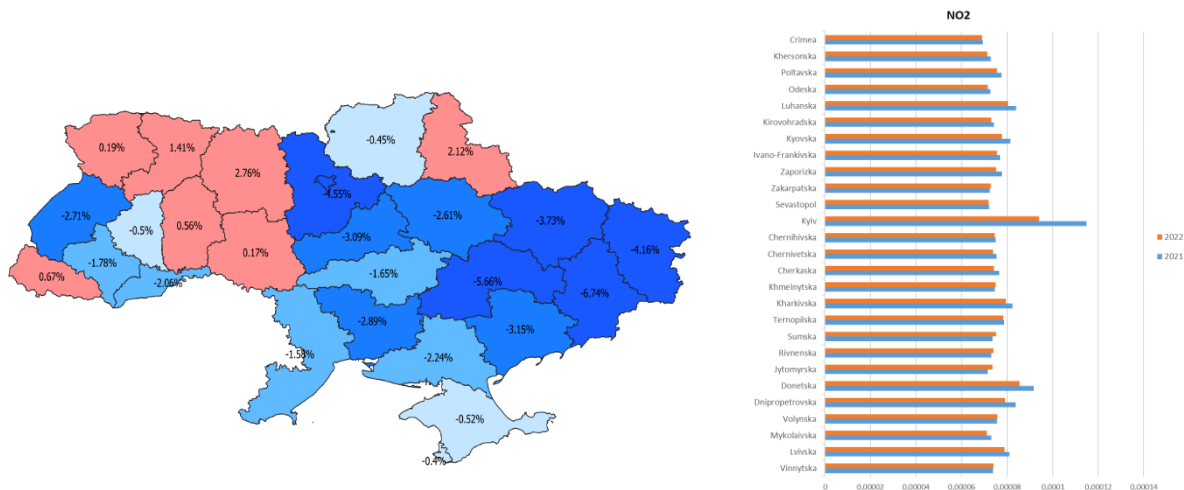 0.19%
1.41%
2.76%
-0.45%
2.12%
-4.55%
-2.71%
-0.5%
0.56%
-2.61%
-3.73%
-3.09%
0.17%
-1.78%
-4.16%
0.67%
-2.06%
-1.65%
-5.66%
-6.74%
-2.89%
-3.15%
-1.58%
-2.24%
-0.52%
-0.4%
NO2
Crimea
Khersonska
Poltavska
Odeska
Luhanska
Kirovohradska
Kyovska
Ivano-Frankivska
Zaporizka
Zakarpatska
Sevastopol
Kyiv
Chernihivska
Chernivetska
Cherkaska
Khmelnytska
Kharkivska
Ternopilska
Sumska
Rivnenska
Jytomyrska
Donetska
Dnipropetrovska
Volynska
Mykolaivska
Lvivska
Vinnytska
0 0,00002 0,00004 0,00006 0,00008 0,0001 0,00012 0,00014
2022
2021